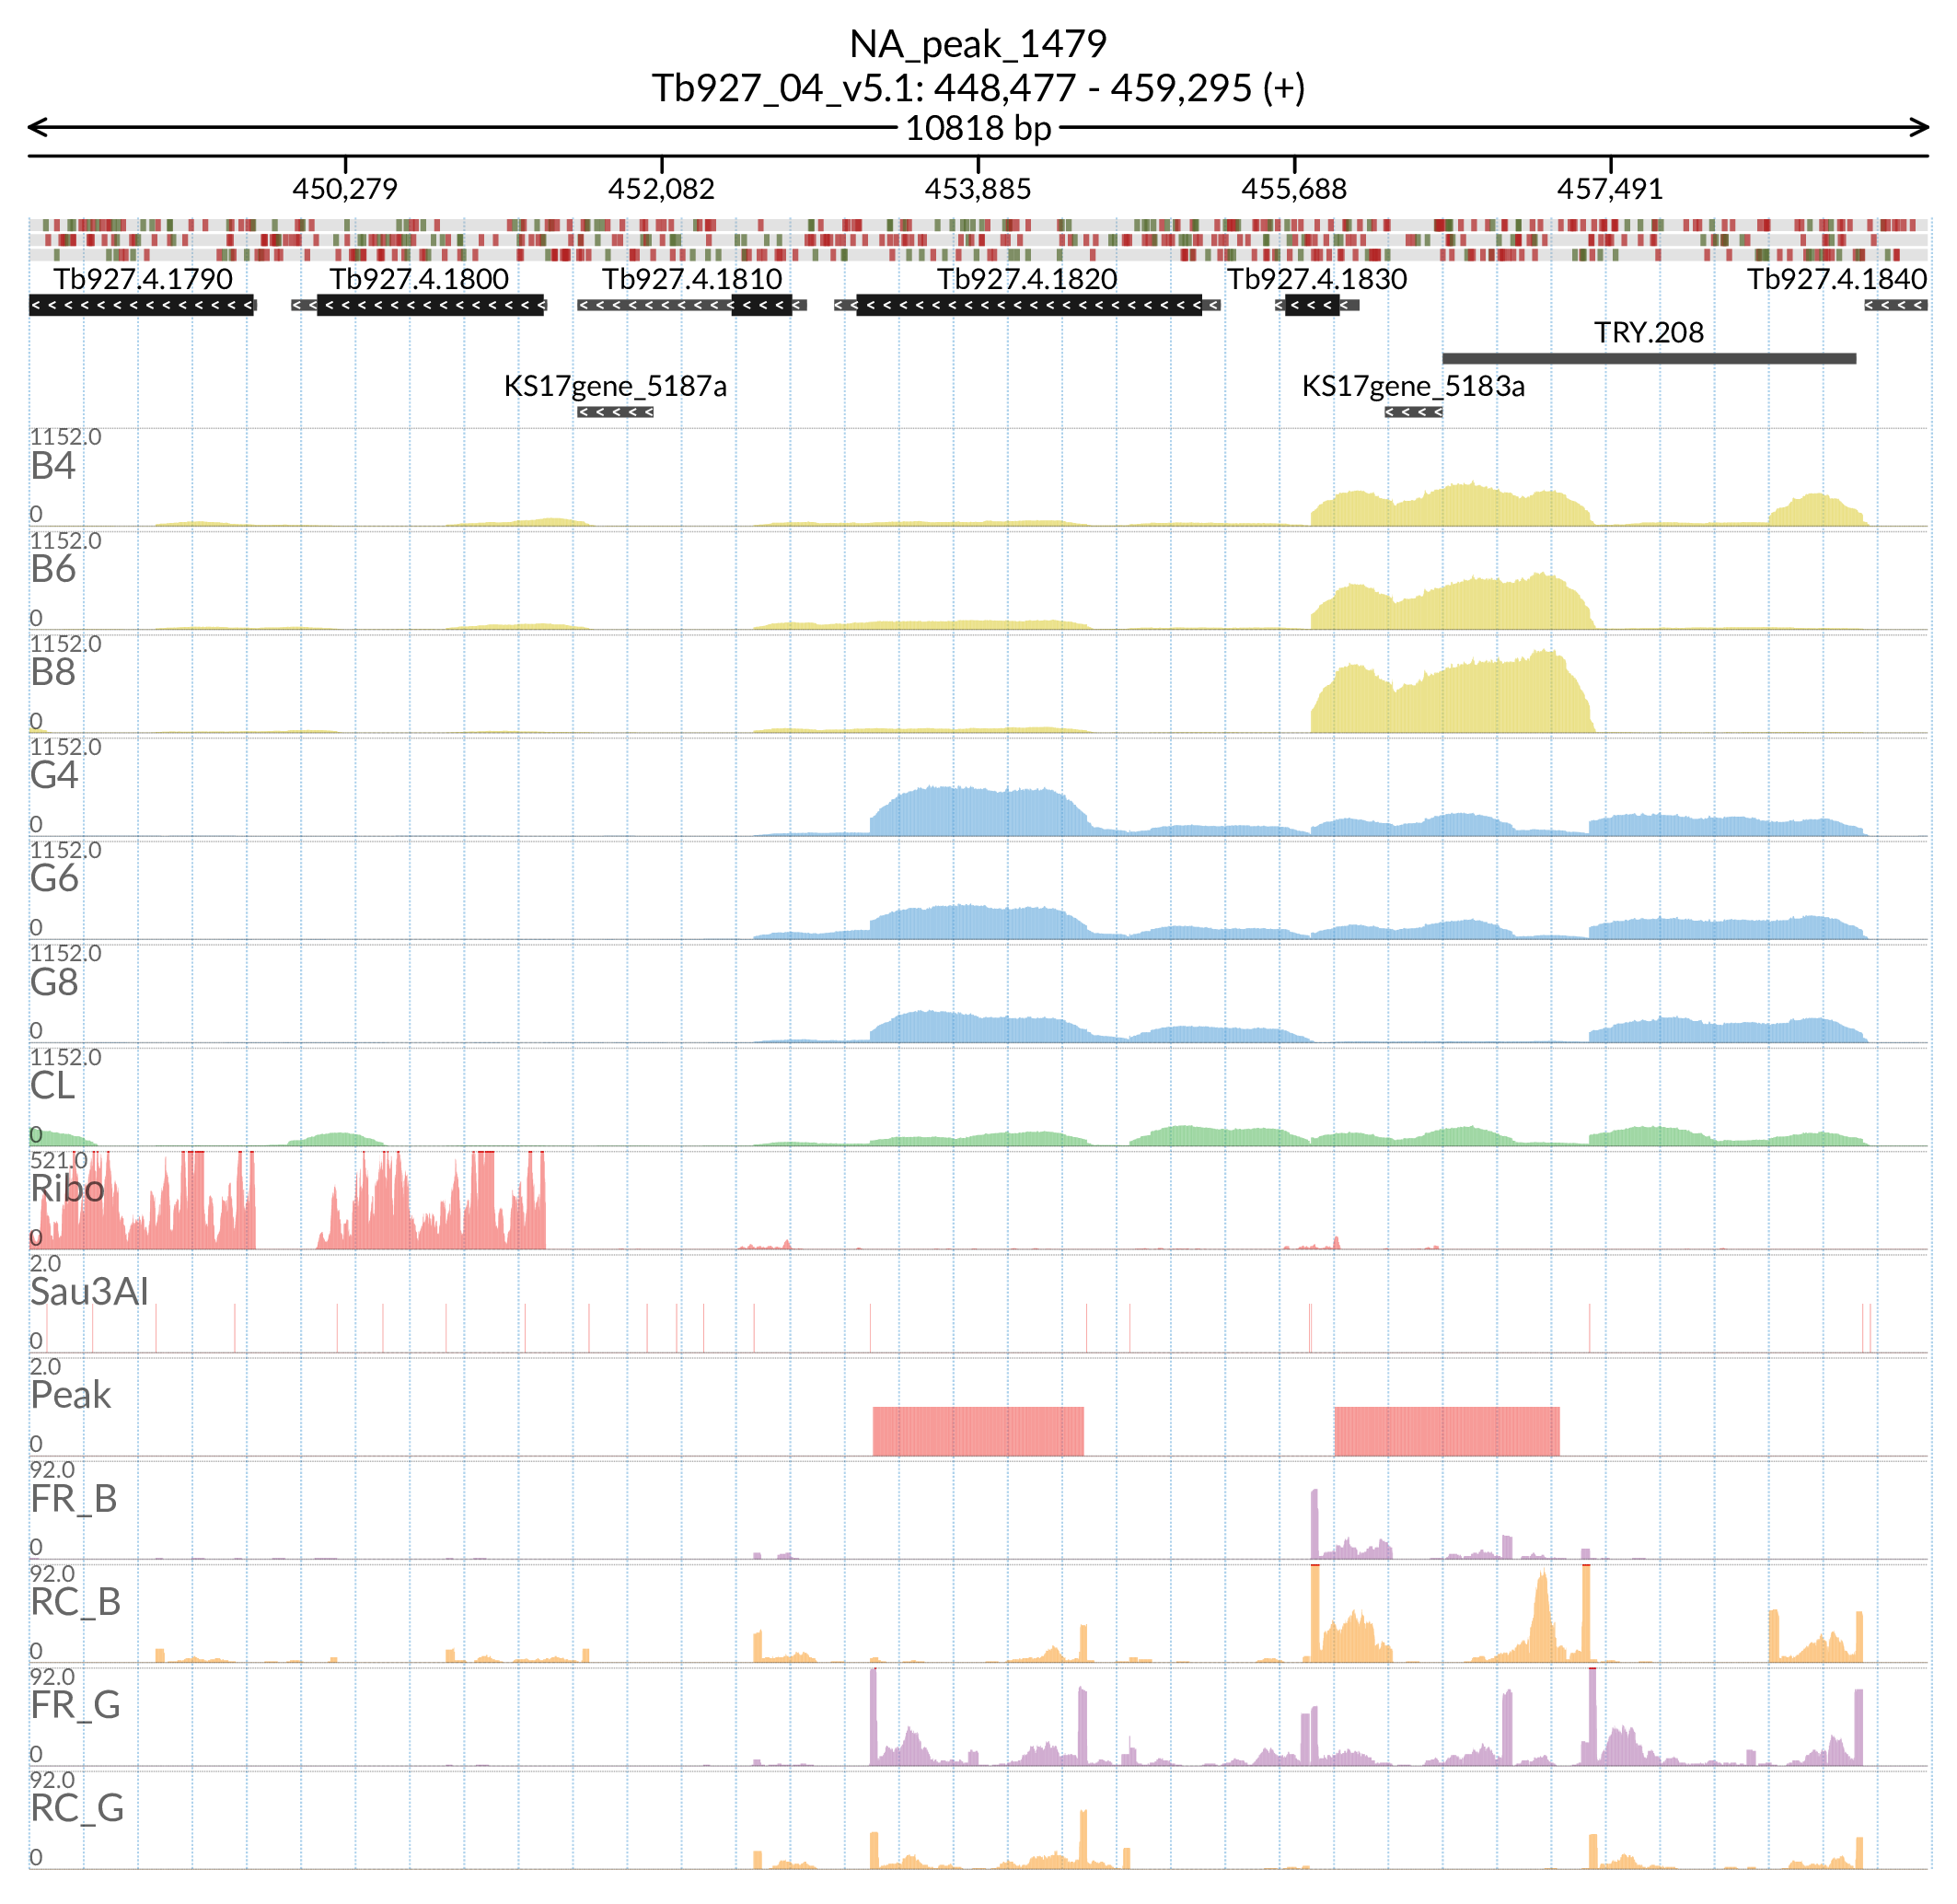 NA_peak_1479
Tb927_04_v5.1: 448,477 - 459,295 (+)
10818 bp
450,279 452,082 453,885 455,688 457,491
Tb927.4.1790 Tb927.4.1800 Tb927.4.1810 Tb927.4.1820 Tb927.4.1830 Tb927.4.1840
TRY.208
KS17gene_5187a KS17gene_5183a
1152.0
B4
0
1152.0
B6
0
1152.0
B8
0
1152.0
G4
0
1152.0
G6
0
1152.0
G8
0
1152.0
CL
0
521.0
Ribo
0
2.0
Sau3AI
0
2.0
Peak
0
92.0
FR_B
0
92.0
RC_B
0
92.0
FR_G
0
92.0
RC_G
0